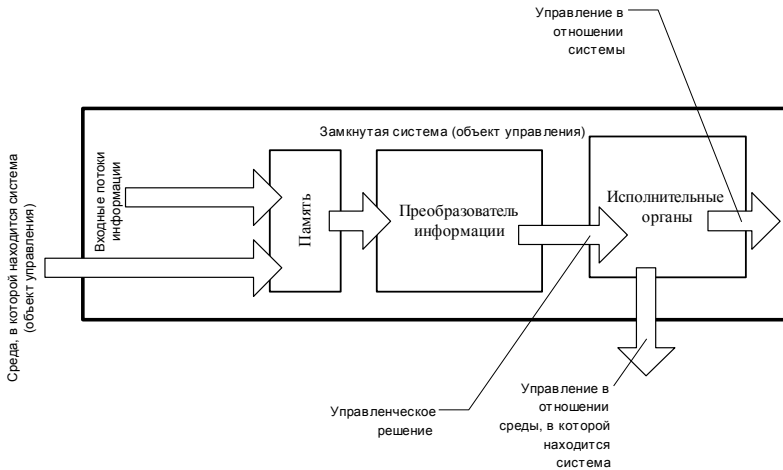 Управление в
отношении
системы
Замкнутая система (объект управления)
Среда, в которой находится система
(объект управления)
Входные потоки
информации
Память
Преобразователь
информации
Исполнительные
органы
Управленческое
решение
Управление в
отношении
среды, в которой
находится
система